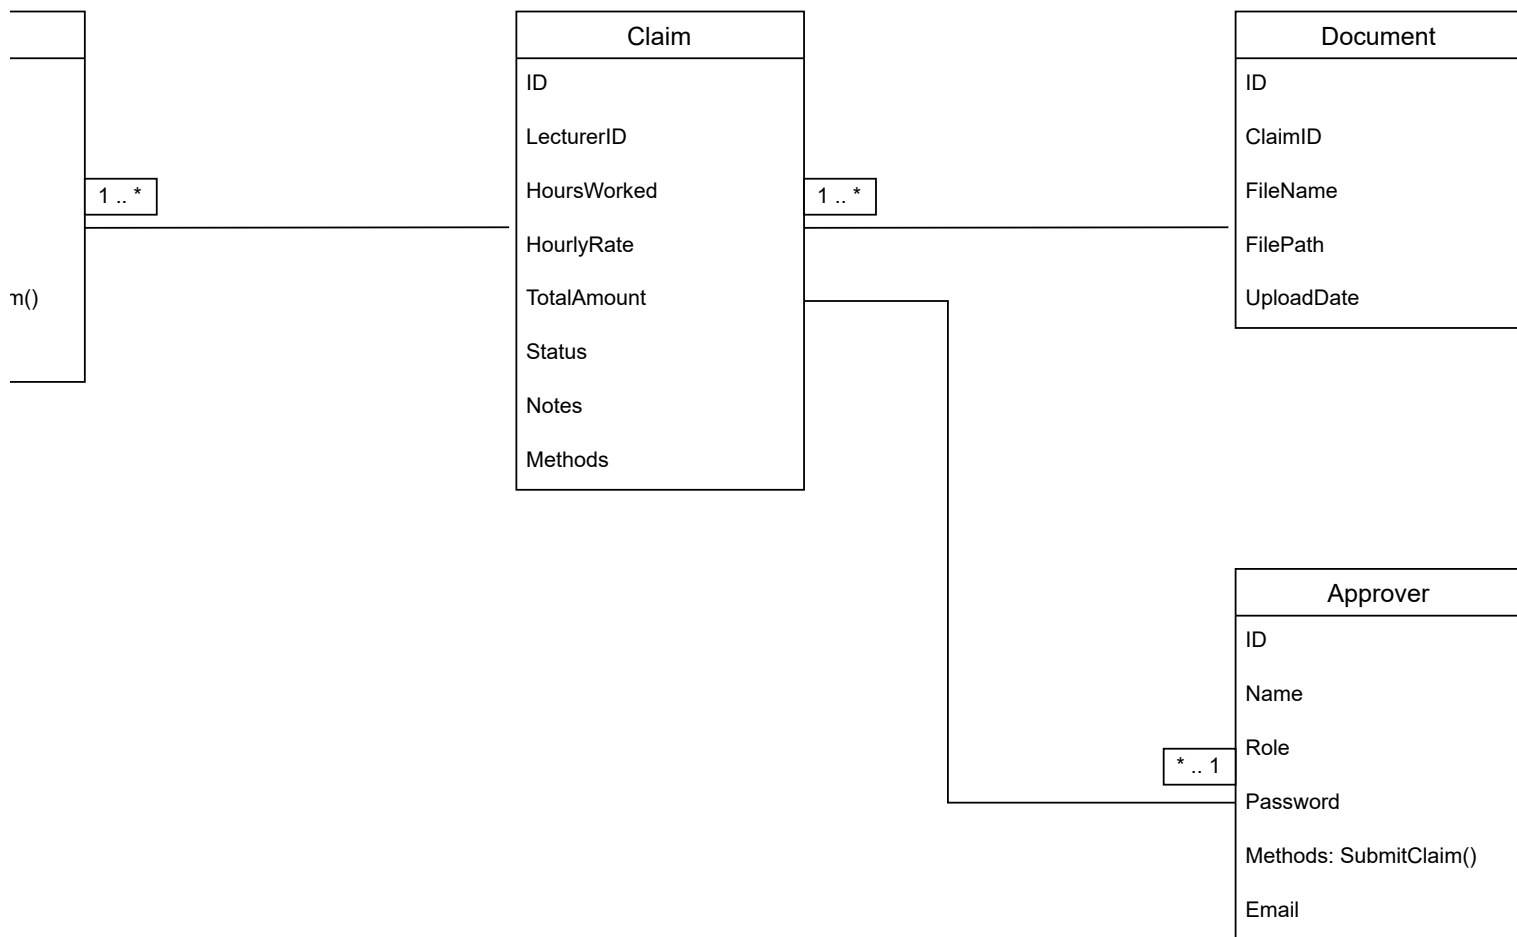 1 .. *
m()
Claim
ID
LecturerID
HoursWorked
HourlyRate
TotalAmount
Status
Notes
Methods
1 .. *
Document
ID
ClaimID
FileName
FilePath
UploadDate
* .. 1
Approver
ID
Name
Role
Password
Methods: SubmitClaim()
Email